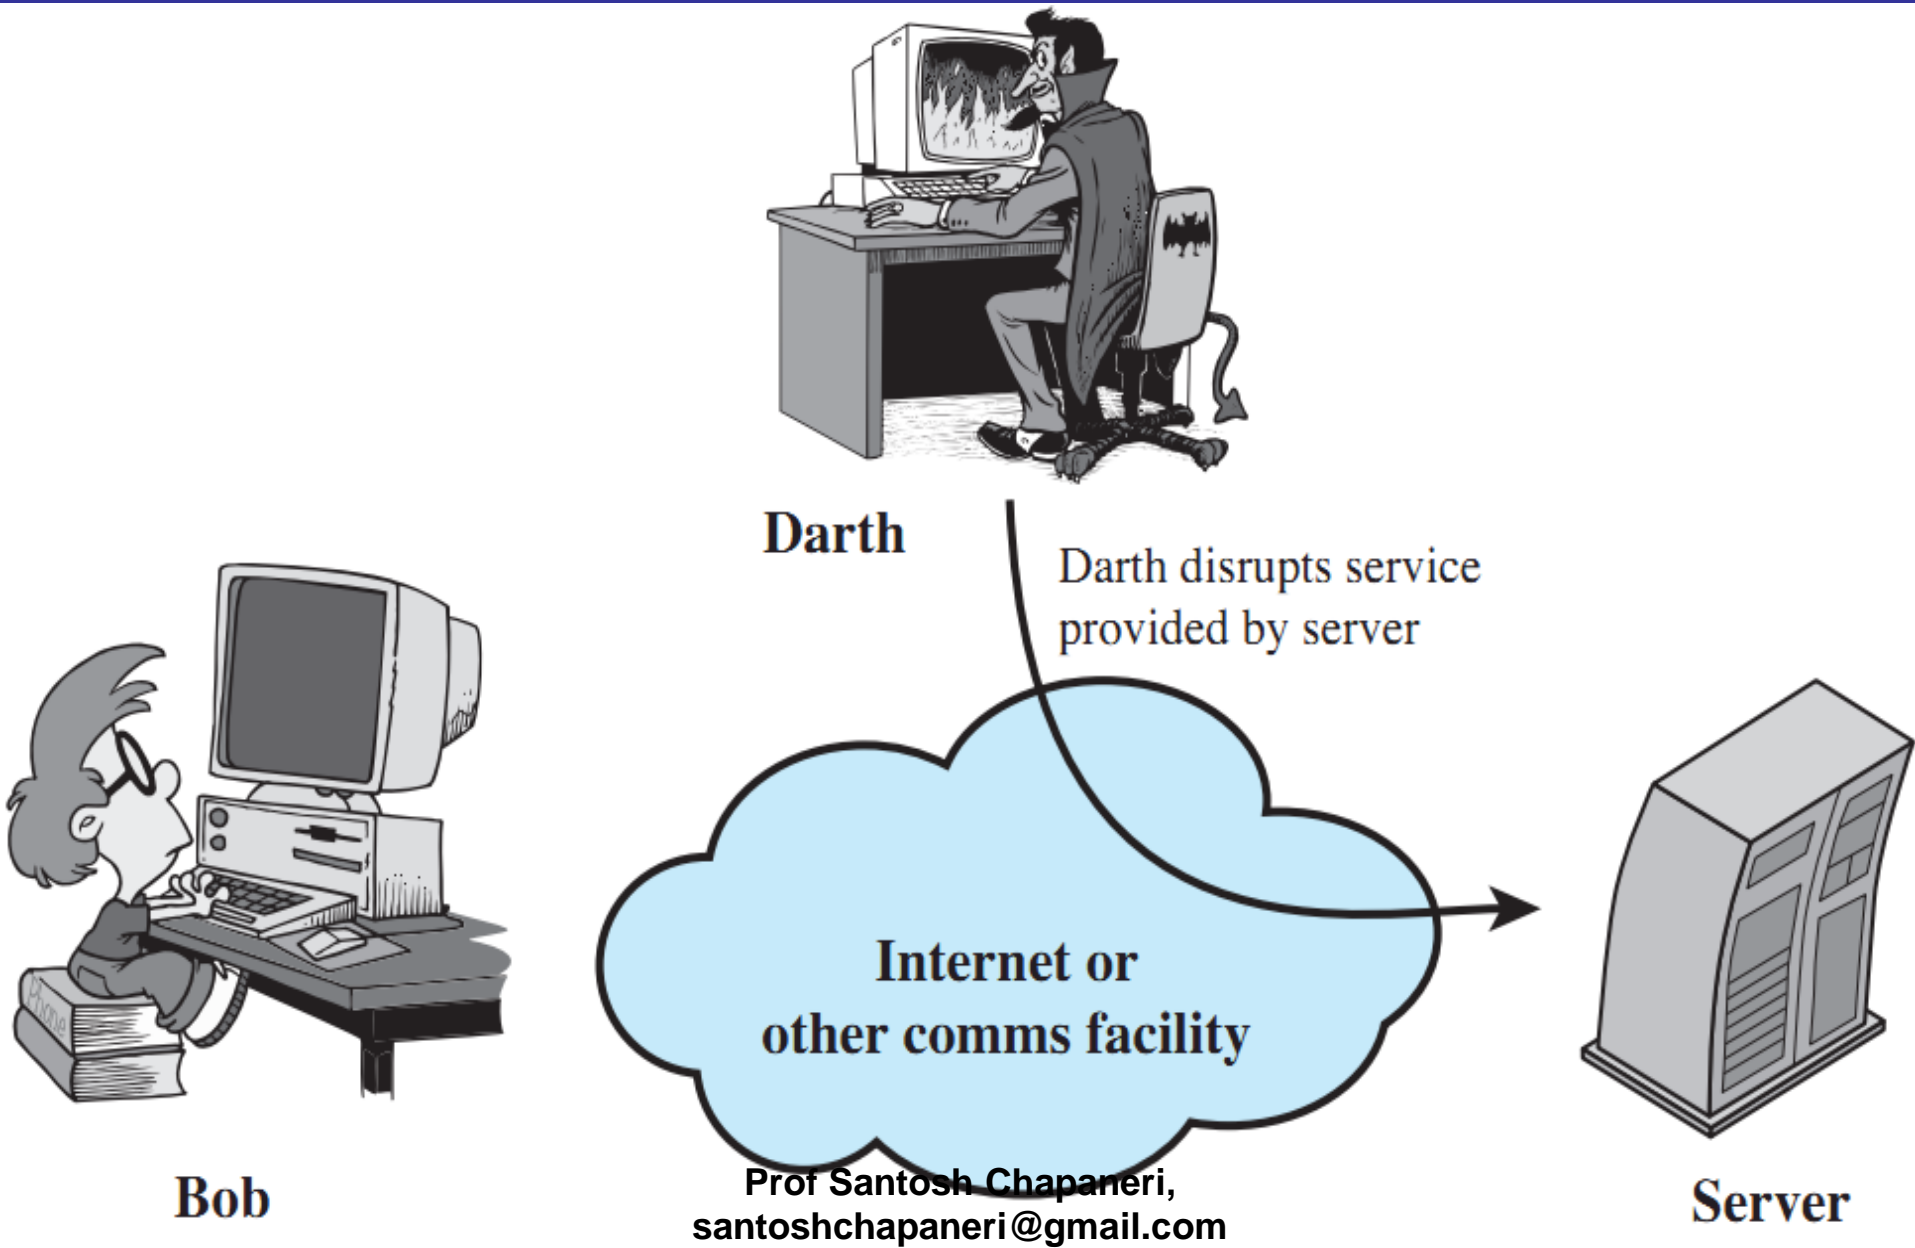 Darth
Darth disrupts service
provided by server
Phone
Internet or
other comms facility
Bob
Prof Santosh Chapaneri,
santoshchapaneri@gmail.com
Server